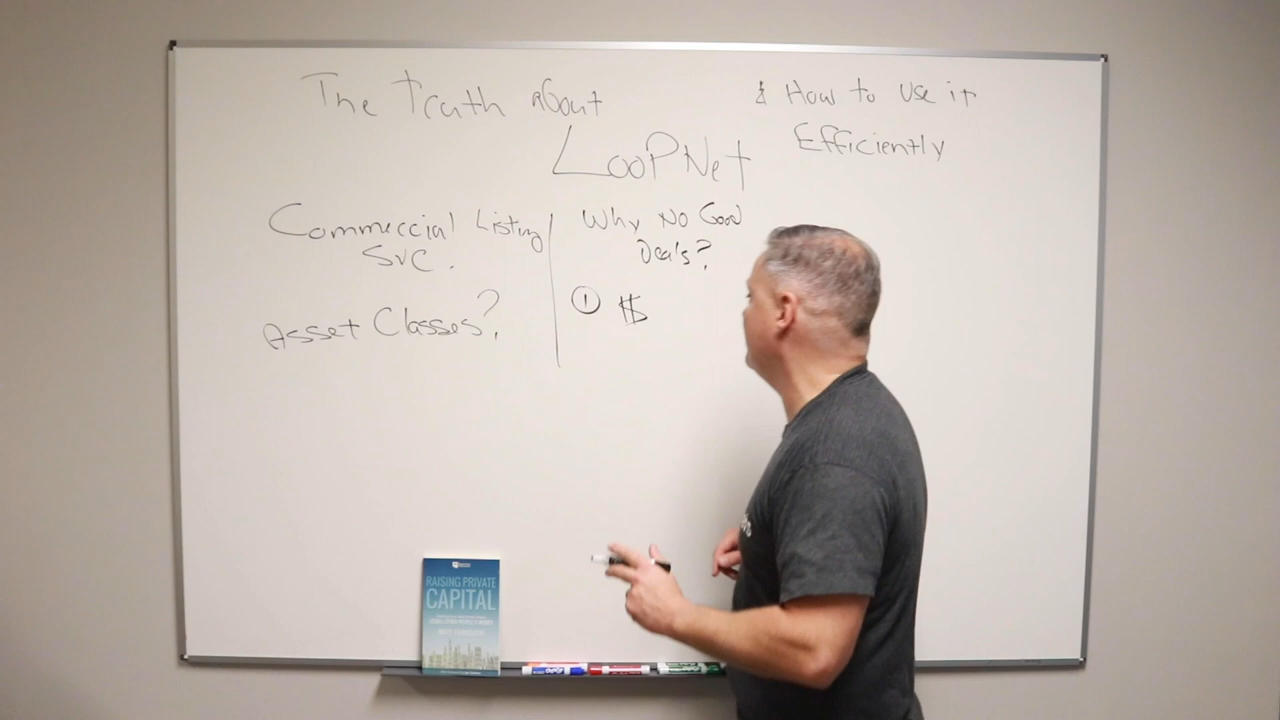 The Truth About
LooPNet
& How to use it
Efficiently
Commercial Listing
Svc.
Asset Classes?
Why No Good
Deals?
① $
RAISING PRIVATE
CAPITAL